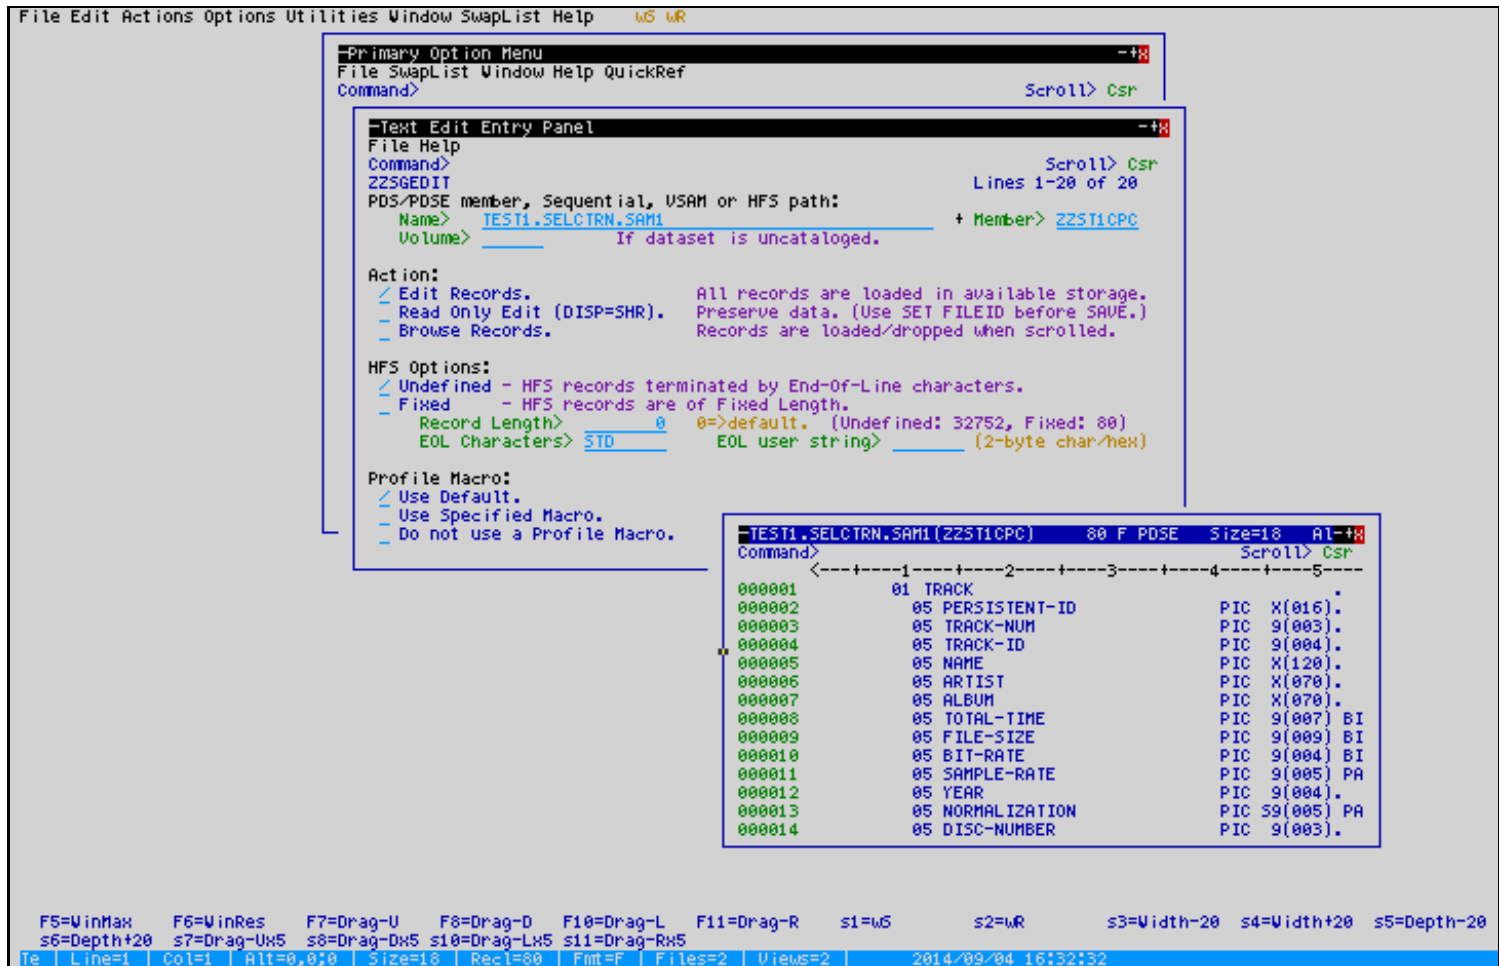 File Edit Actions Options Utilities Window SwapList Help wS wR
Primary Option Menu -+x
File SwapList Window Help QuickRef
Command> Scroll> Csr
Text Edit Entry Panel -+x
File Help
Command> Scroll> Csr
ZZSGEDIT Lines 1-20 of 20
PDS/PDSE member, Sequential, VSAM or HFS path:
Name> TEST1.SELCTRN.SAM1 + Member> ZZST1CPC
Volume> If dataset is uncataloged.
Action:
/ Edit Records. All records are loaded in available storage.
_ Read Only Edit (DISP=SHR). Preserve data. (Use SET FILEID before SAVE.)
_ Browse Records. Records are loaded/dropped when scrolled.
HFS Options:
/ Undefined - HFS records terminated by End-Of-Line characters.
_ Fixed - HFS records are of Fixed Length.
Record Length> 0 0=>default. (Undefined: 32752, Fixed: 80)
EOL Characters> STD EOL user string> (2-byte char/hex)
Profile Macro:
/ Use Default.
_ Use Specified Macro.
_ Do not use a Profile Macro.
TEST1.SELCTRN.SAM1(ZZST1CPC) 80 F PDSE Size=18 Al-+x
Command> Scroll> Csr
<---+----1----+----2----+----3----+----4----+----5----
000001 01 TRACK .
000002 05 PERSISTENT-ID PIC X(016).
000003 05 TRACK-NUM PIC 9(003).
000004 05 TRACK-ID PIC 9(004).
000005 05 NAME PIC X(120).
000006 05 ARTIST PIC X(070).
000007 05 ALBUM PIC X(070).
000008 05 TOTAL-TIME PIC 9(007) BI
000009 05 FILE-SIZE PIC 9(009) BI
000010 05 BIT-RATE PIC 9(004) BI
000011 05 SAMPLE-RATE PIC 9(005) PA
000012 05 YEAR PIC 9(004).
000013 05 NORMALIZATION PIC S9(005) PA
000014 05 DISC-NUMBER PIC 9(003).
F5=WinMax F6=WinRes F7=Drag-U F8=Drag-D F10=Drag-L F11=Drag-R s1=wS s2=wR s3=Width-20 s4=Width+20 s5=Depth-20
s6=Depth+20 s7=Drag-Ux5 s8=Drag-Dx5 s10=Drag-Lx5 s11=Drag-Rx5
Te | Line=1 | Col=1 | Alt=0,0;0 | Size=18 | Recl=80 | Fmt=F | Files=2 | Views=2 | 2014/09/04 16:32:32